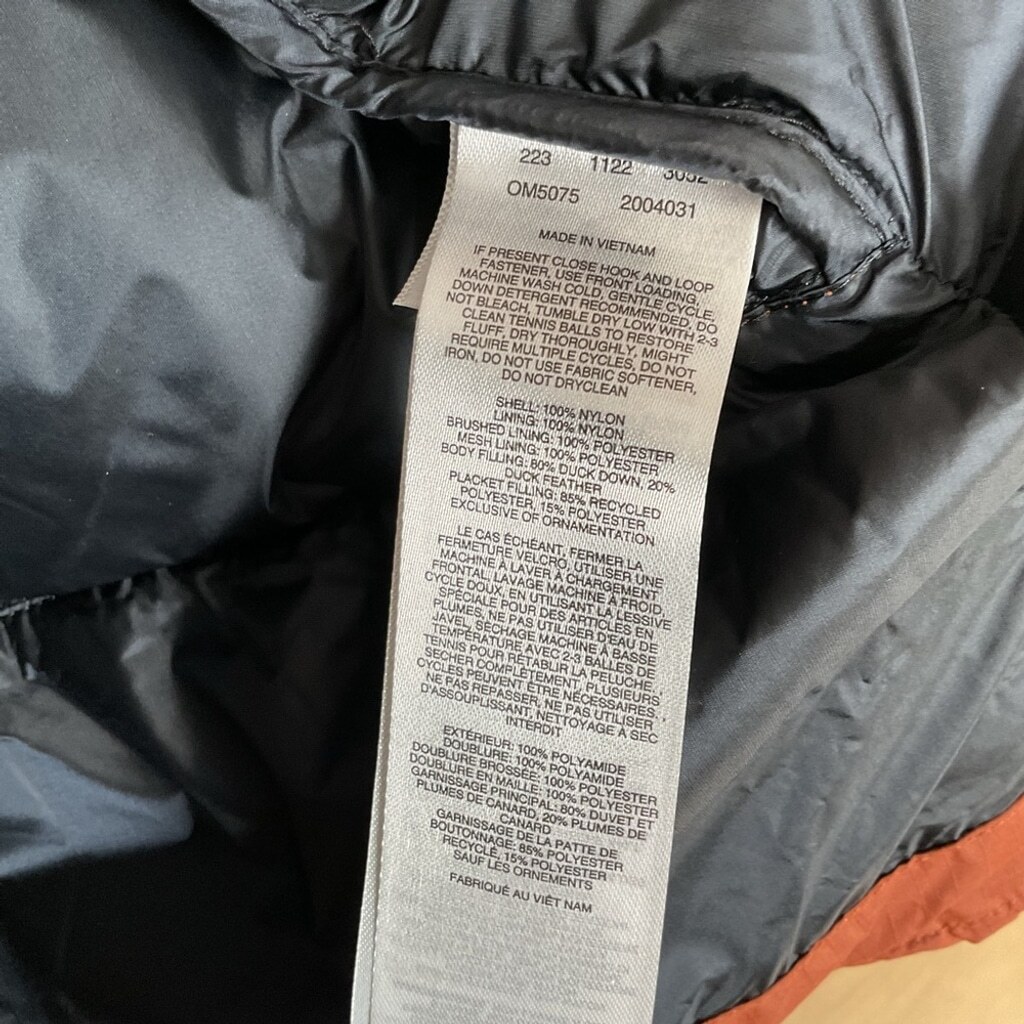 223 1122 3052
OM5075 2004031
MADE IN VIETNAM
IF PRESENT CLOSE HOOK AND LOOP
FASTENER, USE FRONT LOADING,
MACHINE WASH COLD, GENTLE CYCLE,
DOWN DETERGENT RECOMMENDED, DO
NOT BLEACH, TUMBLE DRY LOW WITH 2-3
CLEAN TENNIS BALLS TO RESTORE
FLUFF. DRY THOROUGHLY, MIGHT
REQUIRE MULTIPLE CYCLES, DO NOT
IRON, DO NOT USE FABRIC SOFTENER,
DO NOT DRYCLEAN
SHELL: 100% NYLON
LINING: 100% NYLON
BRUSHED LINING: 100% POLYESTER
MESH LINING: 100% POLYESTER
BODY FILLING: 80% DUCK DOWN, 20%
DUCK FEATHER
PLACKET FILLING: 85% RECYCLED
POLYESTER, 15% POLYESTER
EXCLUSIVE OF ORNAMENTATION
LE CAS ÉCHÉANT, FERMER LA
FERMETURE VELCRO, UTILISER UNE
MACHINE À LAVER À CHARGEMENT
FRONTAL, LAVAGE MACHINE À FROID,
CYCLE DOUX, EN UTILISANT LA LESSIVE
SPÉCIALE POUR DES ARTICLES EN
PLUMES, NE PAS UTILISER D'EAU DE
JAVEL, SÉCHAGE MACHINE À BASSE
TEMPÉRATURE AVEC 2-3 BALLES DE
TENNIS POUR RETABLIR LA PELUCHE,
SÉCHER COMPLÈTEMENT, PLUSIEURS
CYCLES PEUVENT ÊTRE NÉCESSAIRES,
NE PAS REPASSER, NE PAS UTILISER
D'ASSOUPLISSANT, NETTOYAGE À SEC
INTERDIT
EXTÉRIEUR: 100% POLYAMIDE
DOUBLURE: 100% POLYAMIDE
DOUBLURE BROSSÉE: 100% POLYESTER
DOUBLURE EN MAILLE: 100% POLYESTER
GARNISSAGE PRINCIPAL: 80% DUVET ET
PLUMES DE CANARD, 20% PLUMES DE
CANARD
GARNISSAGE DE LA PATTE DE
BOUTONNAGE: 85% POLYESTER
RECYCLÉ, 15% POLYESTER
SAUF LES ORNEMENTS
FABRIQUÉ AU VIÊT NAM